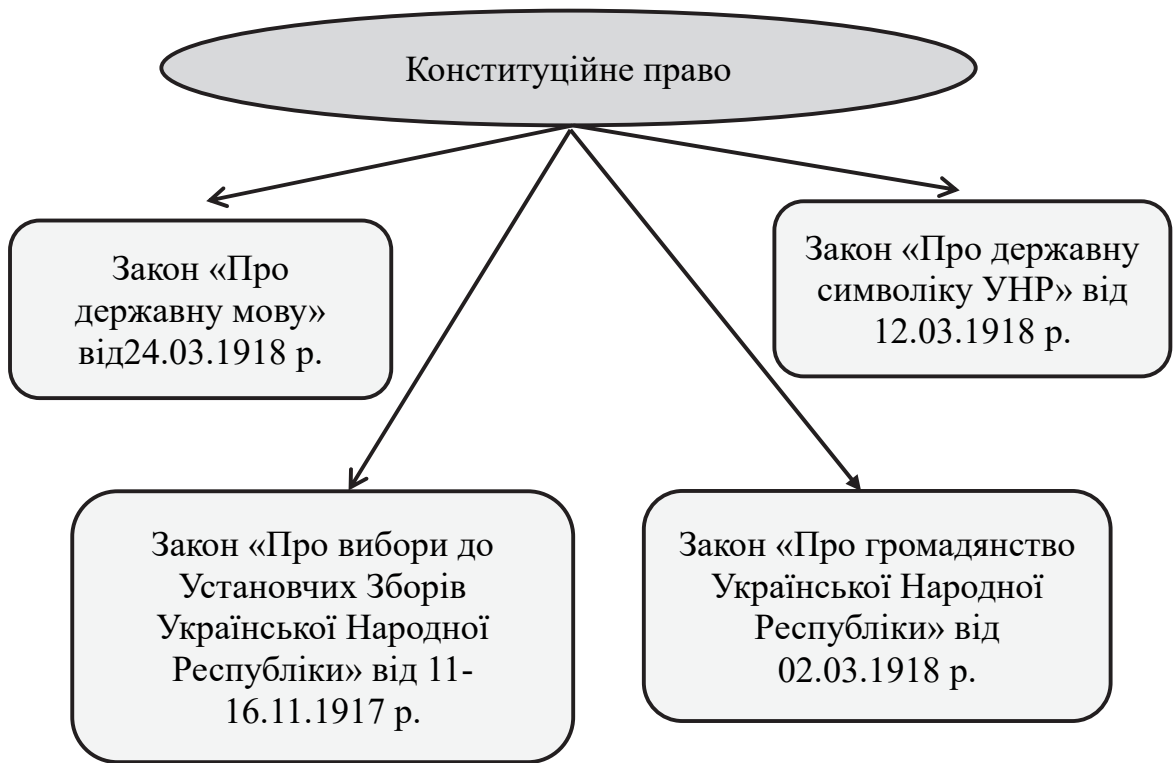 Конституційне право
Закон «Про
державну мову»
від24.03.1918 р.
Закон «Про державну
символіку УНР» від
12.03.1918 р.
Закон «Про вибори до
Установчих Зборів
Української Народної
Республіки» від 11-
16.11.1917 р.
Закон «Про громадянство
Української Народної
Республіки» від
02.03.1918 р.